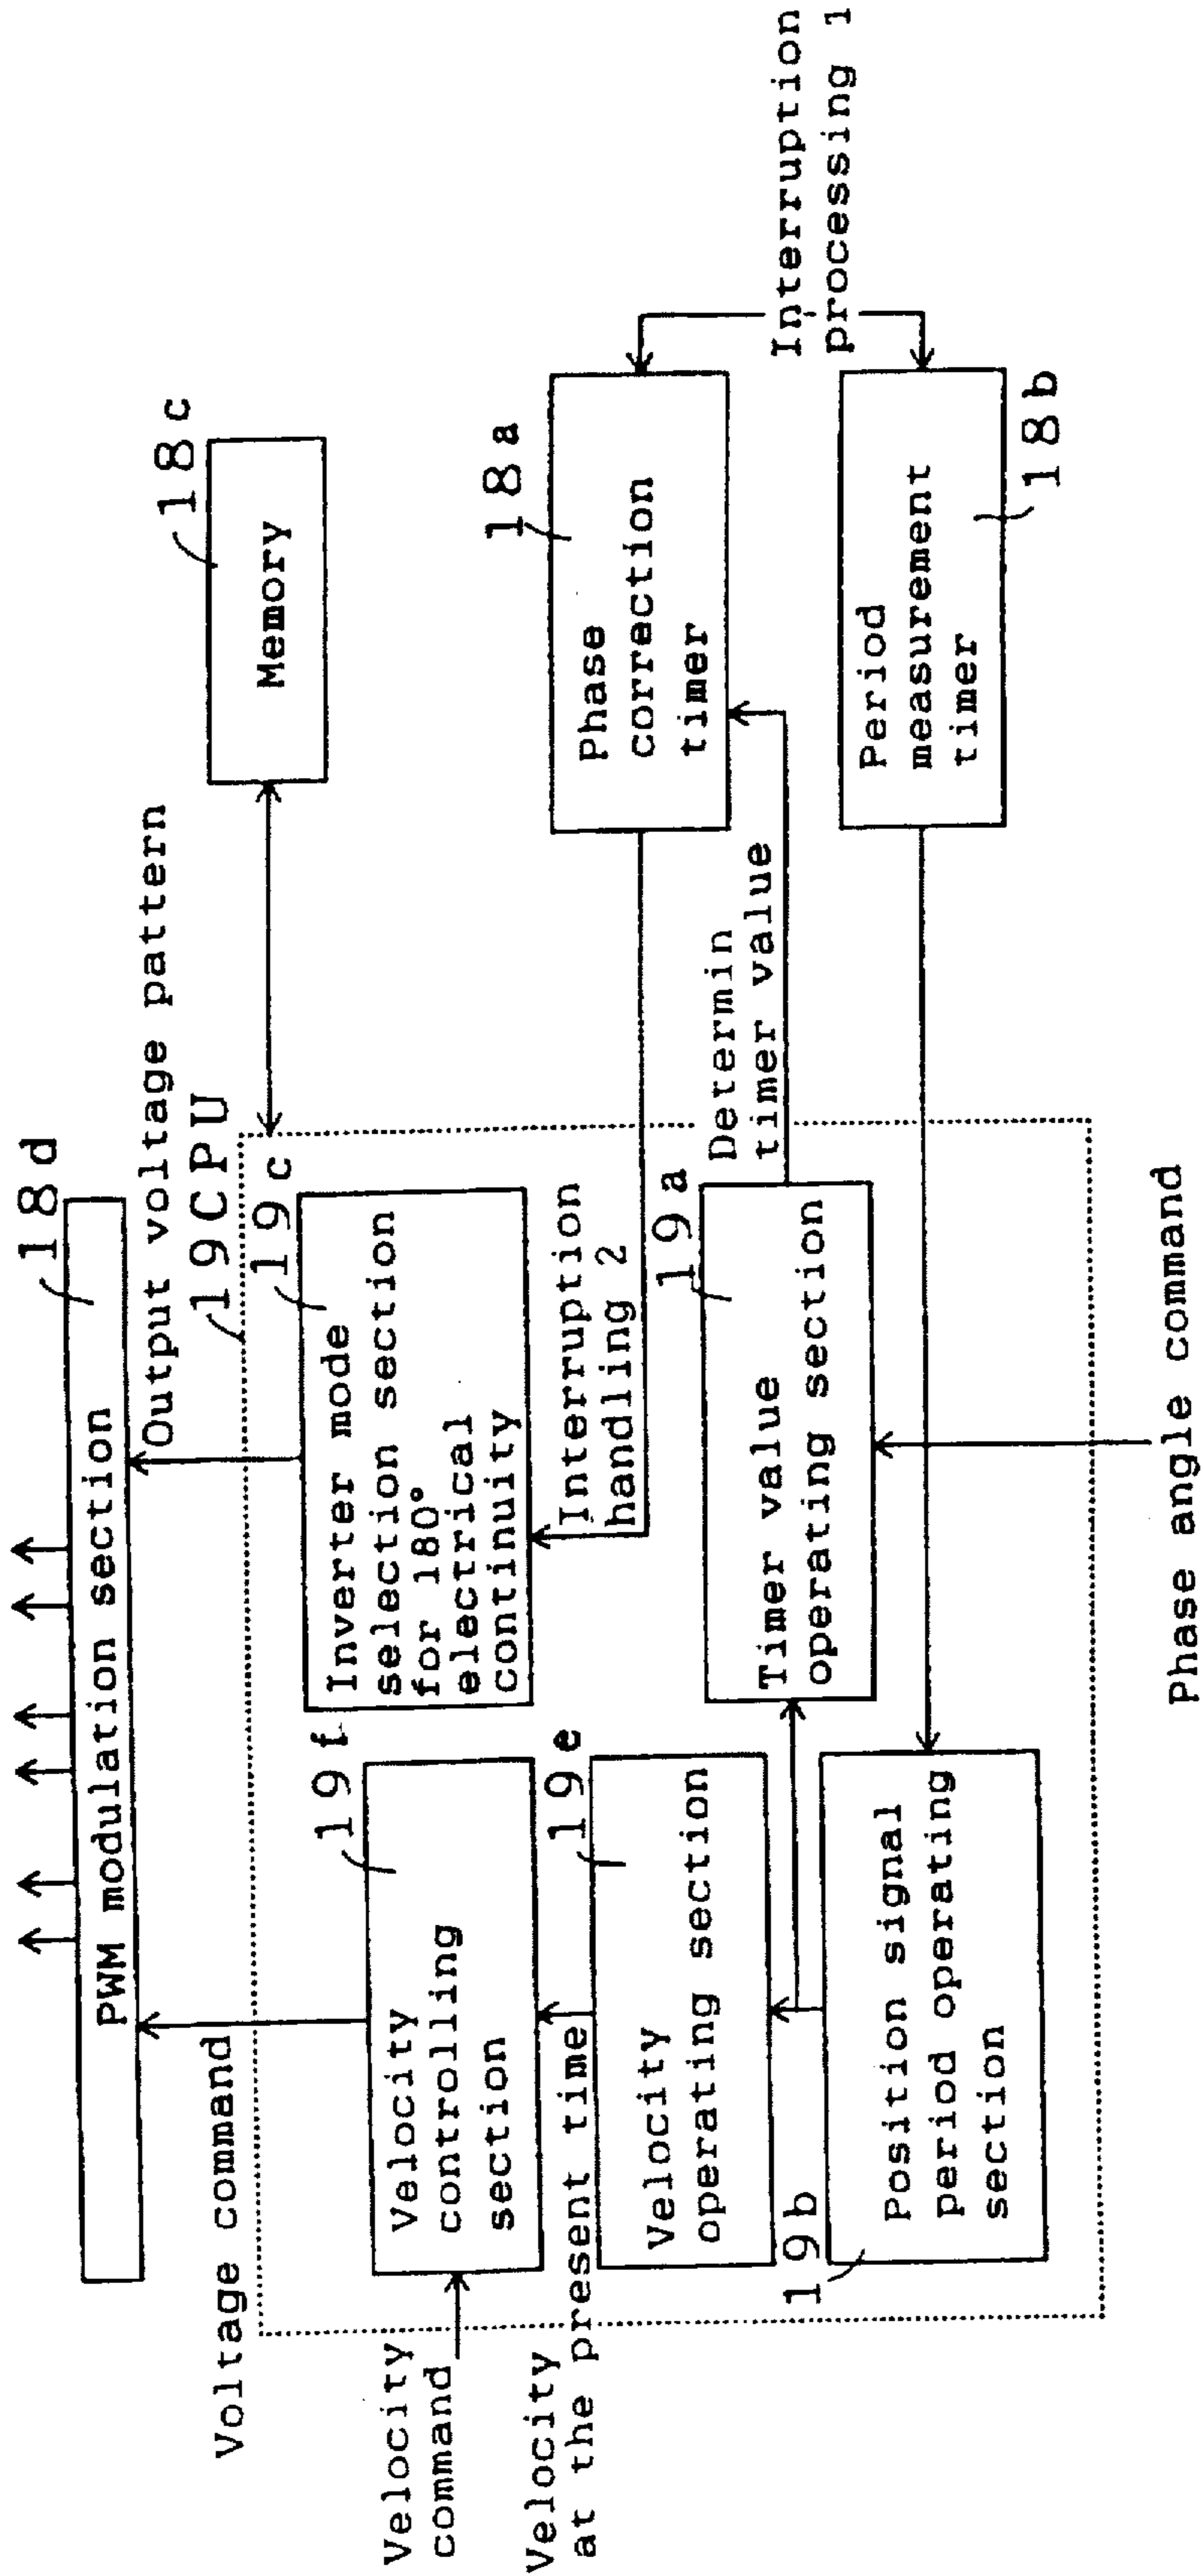 18d
PWM modulation section
Voltage command
Output voltage pattern
19CPU
18c
Memory
19f
Velocity
controlling
section
Velocity
command
19c
Inverter mode
selection section
for 180°
electrical
continuity
Interruption
handling 2
18a
Phase
correction
timer
Velocity
at the present time
19e
Velocity
operating section
19a
Timer value
operating section
Determin
timer value
Interruption
processing 1
19b
Position signal
period operating
section
Period
measurement
timer
18b
Phase angle command